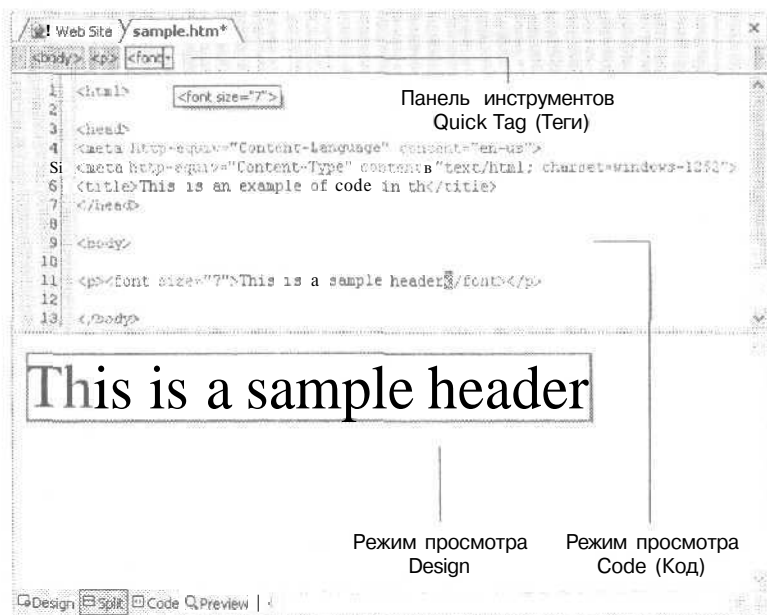 Web Site sample.htm*
<body> <p> <font>
<font size="7">
Панель инструментов
Quick Tag (Теги)
1 <html>
2
3 <head>
4 <meta http-equiv="Content-Language" content="en-us">
Si <meta http-equiv="Content-Type" content в "text/html; charset=windows-1252">
6 <title>This is an example of code in th</title>
7 </head>
8
9 <body>
10
11 <p><font size="7">This is a sample header</font></p>
12
13 </body>
This is a sample header
Режим просмотра
Design
Режим просмотра
Code (Код)
Design Split Code Preview